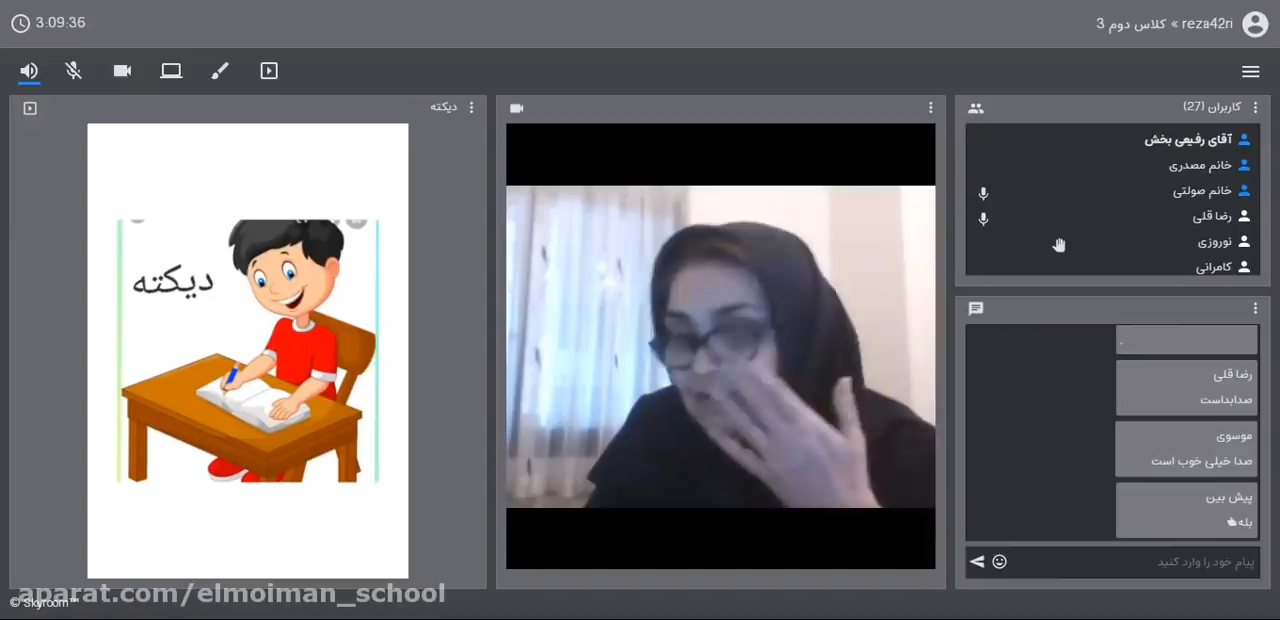 3:09:36
reza42ri » کلاس دوم 3
دیکته
دیکته
کاربران (27)
آقای رفیعی بخش
خانم مصدری
خانم صولتی
رضا قلی
نوروزی
کامرانی
.
رضا قلی
صدابداست
موسوی
صدا خیلی خوب است
پیش بین
بله👆
پیام خود را وارد کنید
aparat.com/elmoiman_school
© Skyroom™